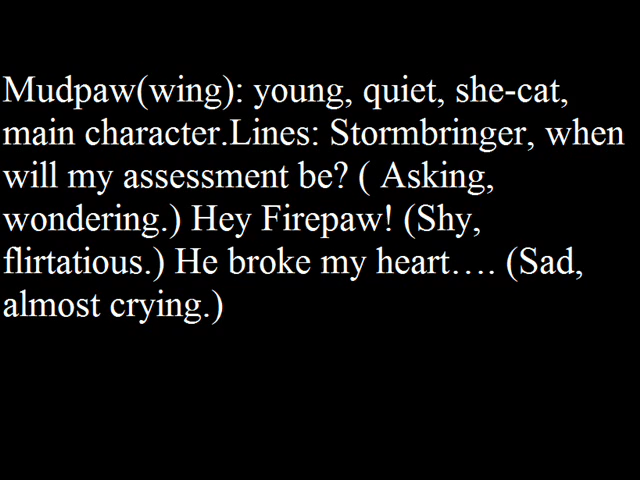 Mudpaw(wing): young, quiet, she-cat,
main character.Lines: Stormbringer, when
will my assessment be? ( Asking,
wondering.) Hey Firepaw! (Shy,
flirtatious.) He broke my heart…. (Sad,
almost crying.)